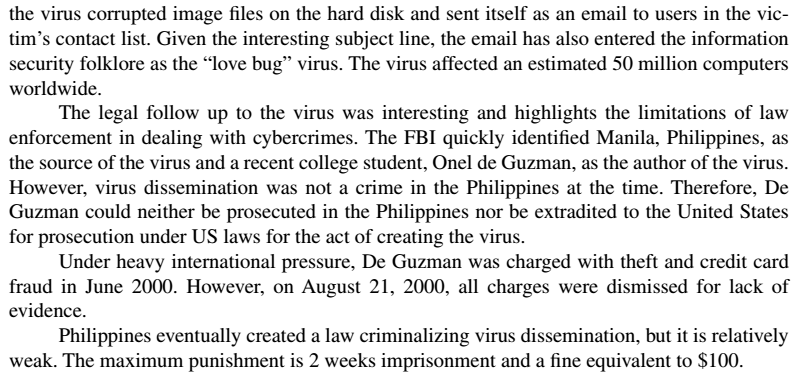 the virus corrupted image files on the hard disk and sent itself as an email to users in the vic-
tim's contact list. Given the interesting subject line, the email has also entered the information
security folklore as the “love bug” virus. The virus affected an estimated 50 million computers
worldwide.
The legal follow up to the virus was interesting and highlights the limitations of law
enforcement in dealing with cybercrimes. The FBI quickly identified Manila, Philippines, as
the source of the virus and a recent college student, Onel de Guzman, as the author of the virus.
However, virus dissemination was not a crime in the Philippines at the time. Therefore, De
Guzman could neither be prosecuted in the Philippines nor be extradited to the United States
for prosecution under US laws for the act of creating the virus.
Under heavy international pressure, De Guzman was charged with theft and credit card
fraud in June 2000. However, on August 21, 2000, all charges were dismissed for lack of
evidence.
Philippines eventually created a law criminalizing virus dissemination, but it is relatively
weak. The maximum punishment is 2 weeks imprisonment and a fine equivalent to $100.